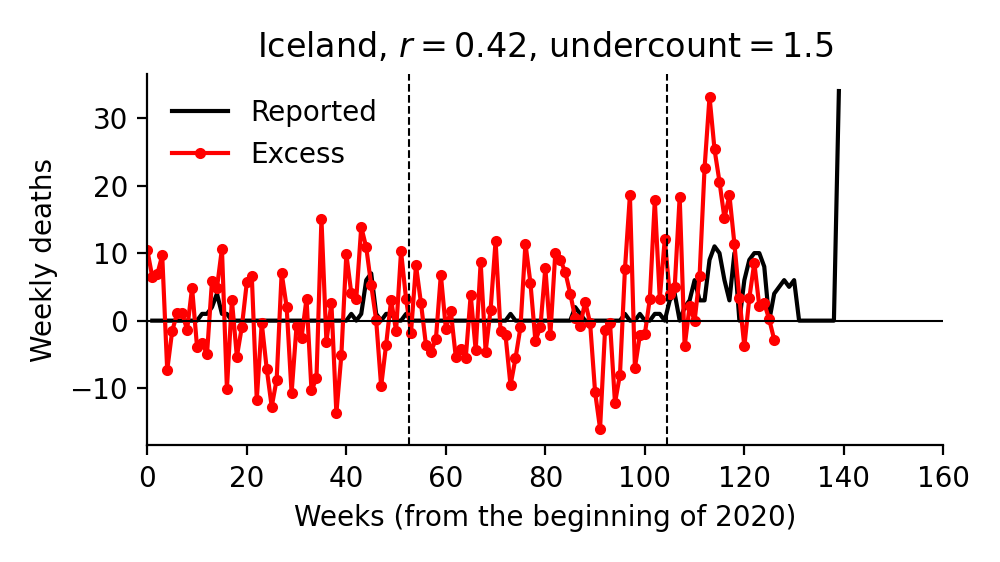 Iceland, r = 0.42, undercount = 1.5
Reported
Excess
Weekly deaths
30
20
10
0
−10
0 20 40 60 80 100 120 140 160
Weeks (from the beginning of 2020)